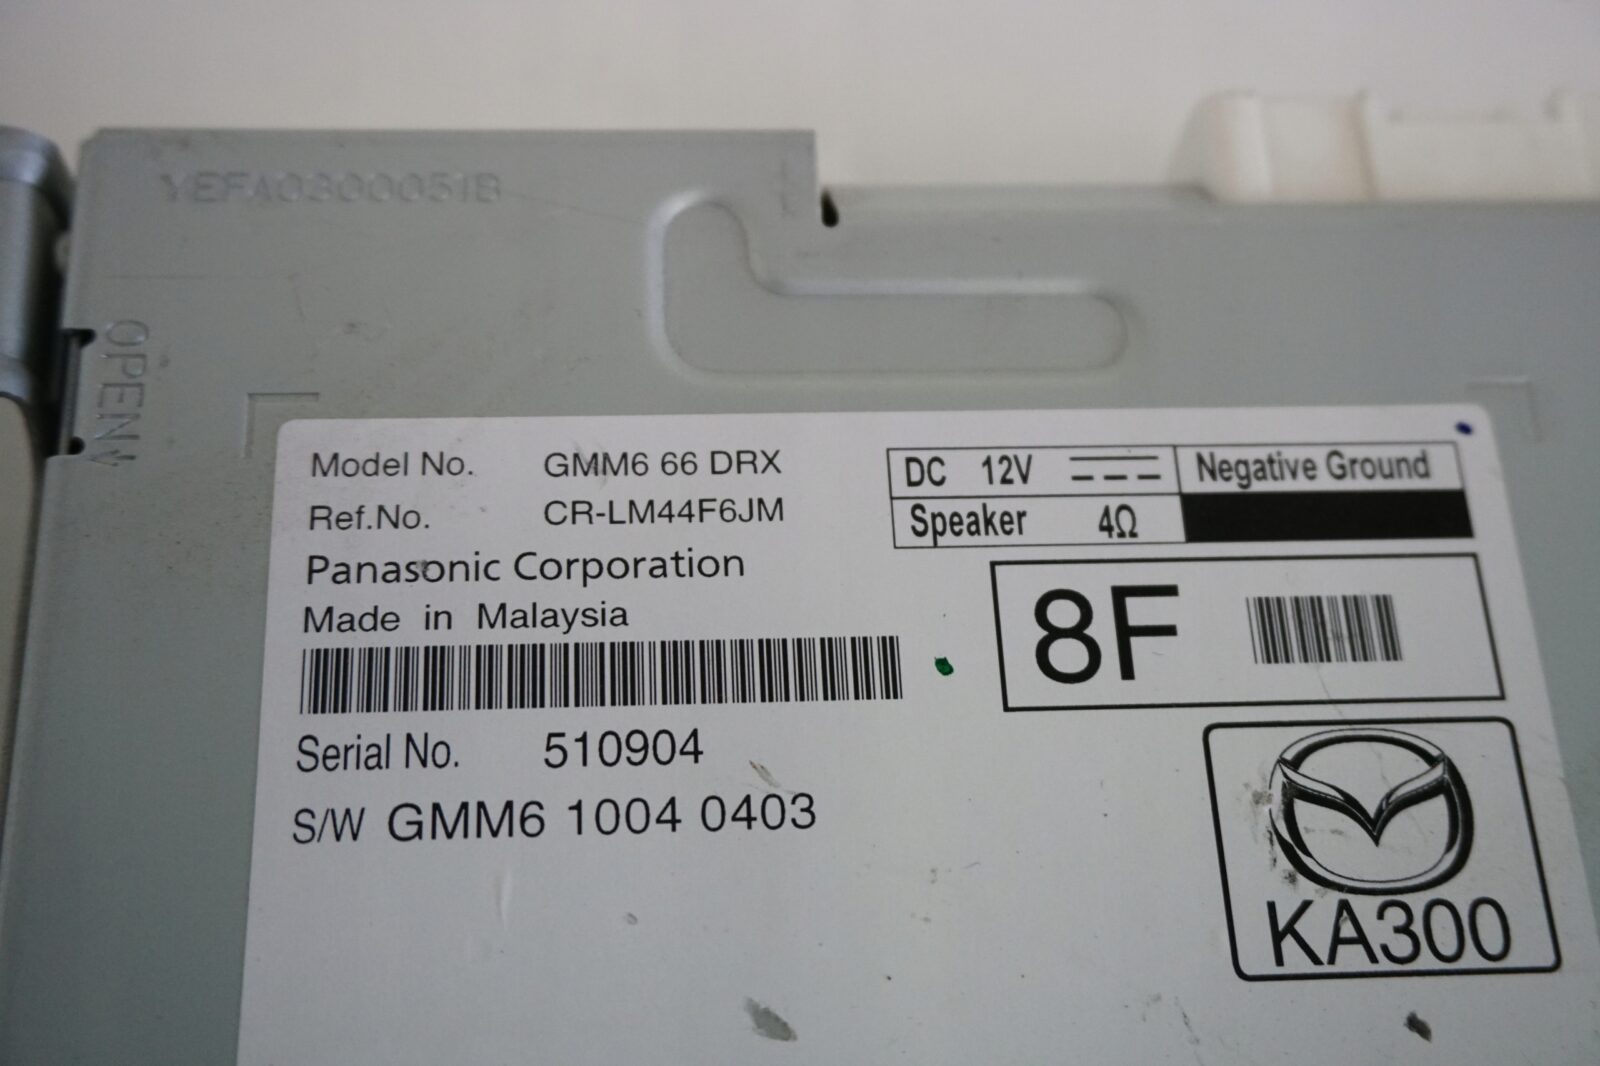 YEFA0300051B
OPEN
Model No. GMM6 66 DRX
Ref.No. CR-LM44F6JM
Panasonic Corporation
Made in Malaysia
Serial No. 510904
S/W GMM6 1004 0403
DC 12V Negative Ground
Speaker 4Ω
8F
KA300